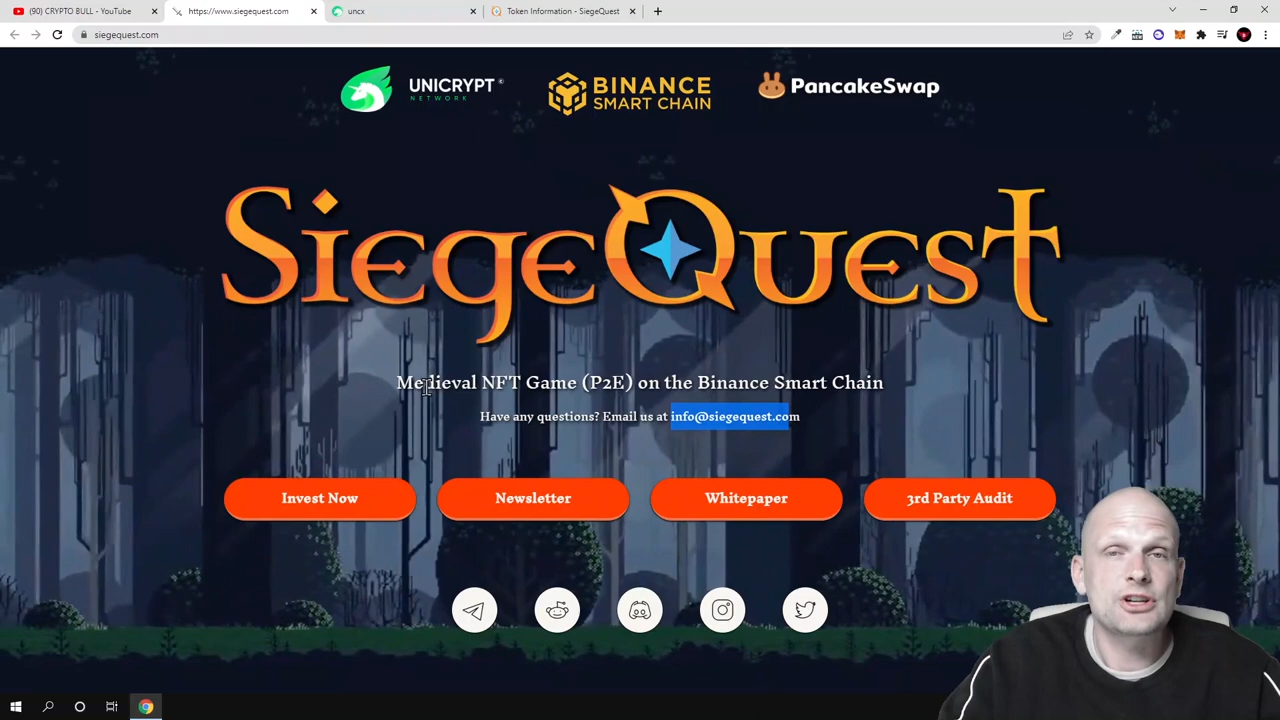 (90) CRYPTO BULL - YouTube
https://www.siegequest.com
uncx
Token Information - SiegeQuest
siegequest.com
UNICRYPT
NETWORK
BINANCE
SMART CHAIN
PancakeSwap
SIEGEQUEST
Medieval NFT Game (P2E) on the Binance Smart Chain
Have any questions? Email us at info@siegequest.com
Invest Now
Newsletter
Whitepaper
3rd Party Audit